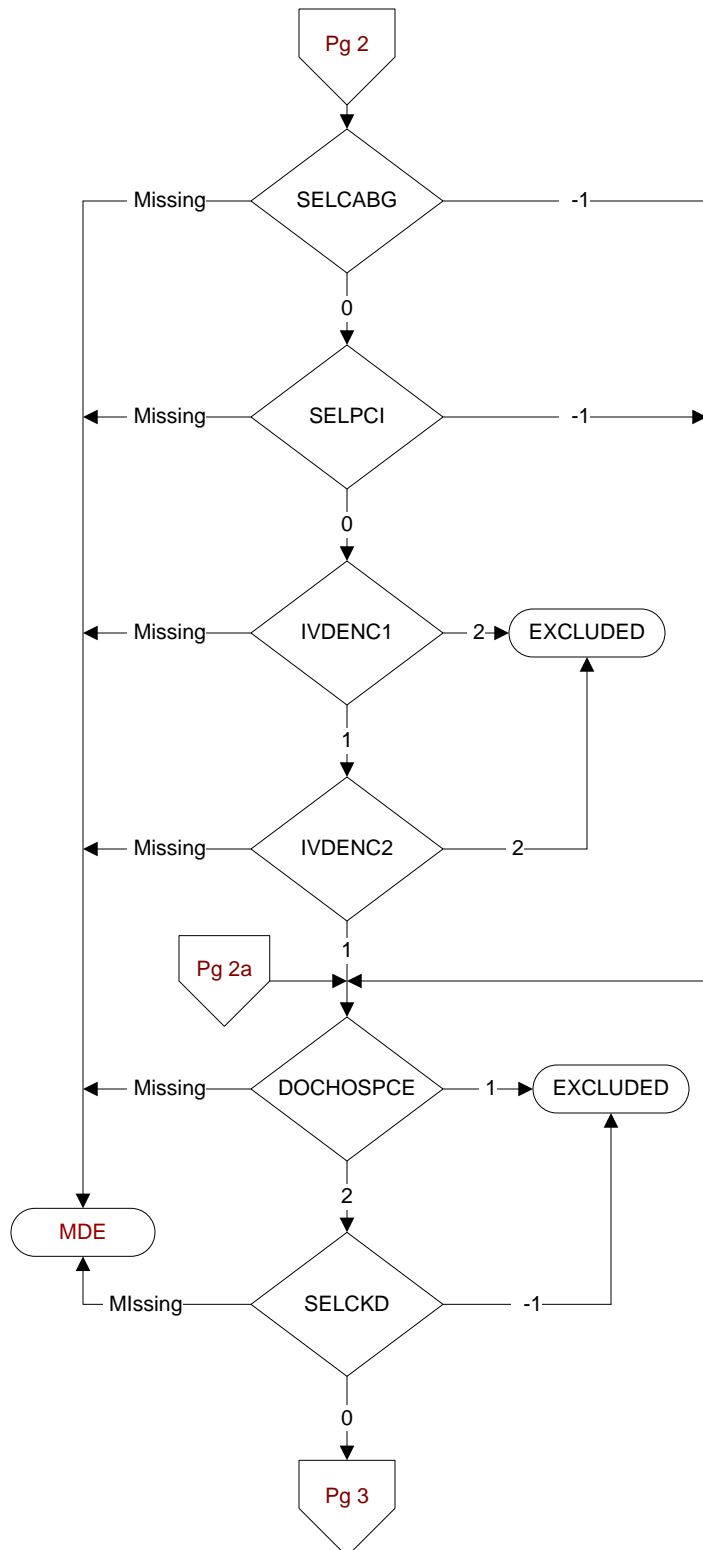 Pg 2
Missing
SELCABG
-1
0
Missing
SELPCI
-1
0
Missing
IVDENC1
2
EXCLUDED
1
Missing
IVDENC2
2
1
Pg 2a
Missing
DOCHOSPCE
1
EXCLUDED
2
MDE
MIssing
SELCKD
-1
0
Pg 3